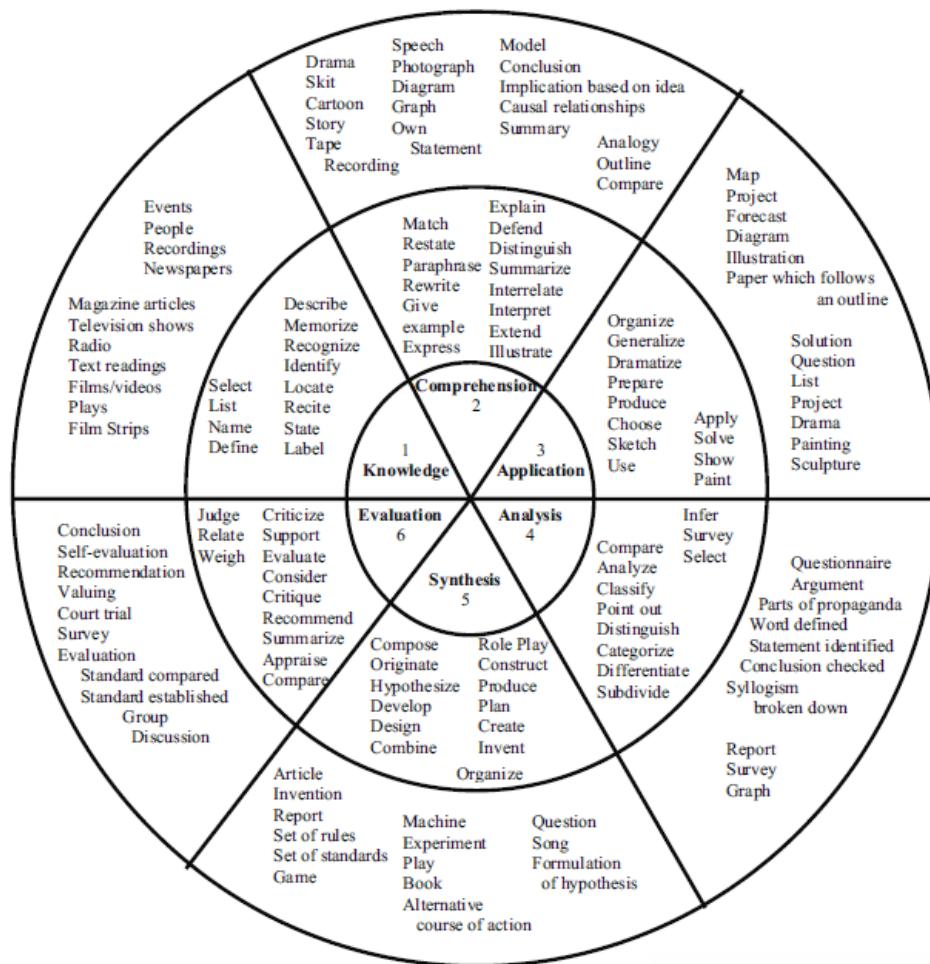 Drama
Skit
Cartoon
Story
Tape
Recording
Speech
Photograph
Diagram
Graph
Own
Statement
Model
Conclusion
Implication based on idea
Causal relationships
Summary
Analogy
Outline
Compare
Match
Restate
Paraphrase
Rewrite
Give
example
Express
Explain
Defend
Distinguish
Summarize
Interrelate
Interpret
Extend
Illustrate
Comprehension
2
Map
Project
Forecast
Diagram
Illustration
Paper which follows
an outline
Solution
Question
List
Project
Drama
Painting
Sculpture
Organize
Generalize
Dramatize
Prepare
Produce
Choose
Sketch
Use
Apply
Solve
Show
Paint
3
Application
Questionnaire
Argument
Parts of propaganda
Word defined
Statement identified
Conclusion checked
Syllogism
broken down
Report
Survey
Graph
Infer
Survey
Select
Compare
Analyze
Classify
Point out
Distinguish
Categorize
Differentiate
Subdivide
Analysis
4
Synthesis
5
Compose
Originate
Hypothesize
Develop
Design
Combine
Role Play
Construct
Produce
Plan
Create
Invent
Organize
Article
Invention
Report
Set of rules
Set of standards
Game
Machine
Experiment
Play
Book
Alternative
course of action
Question
Song
Formulation
of hypothesis
Evaluation
6
Judge
Relate
Weigh
Criticize
Support
Evaluate
Consider
Critique
Recommend
Summarize
Appraise
Compare
Conclusion
Self-evaluation
Recommendation
Valuing
Court trial
Survey
Evaluation
Standard compared
Standard established
Group
Discussion
Events
People
Recordings
Newspapers
Magazine articles
Television shows
Radio
Text readings
Films/videos
Plays
Film Strips
Select
List
Name
Define
Describe
Memorize
Recognize
Identify
Locate
Recite
State
Label
1
Knowledge